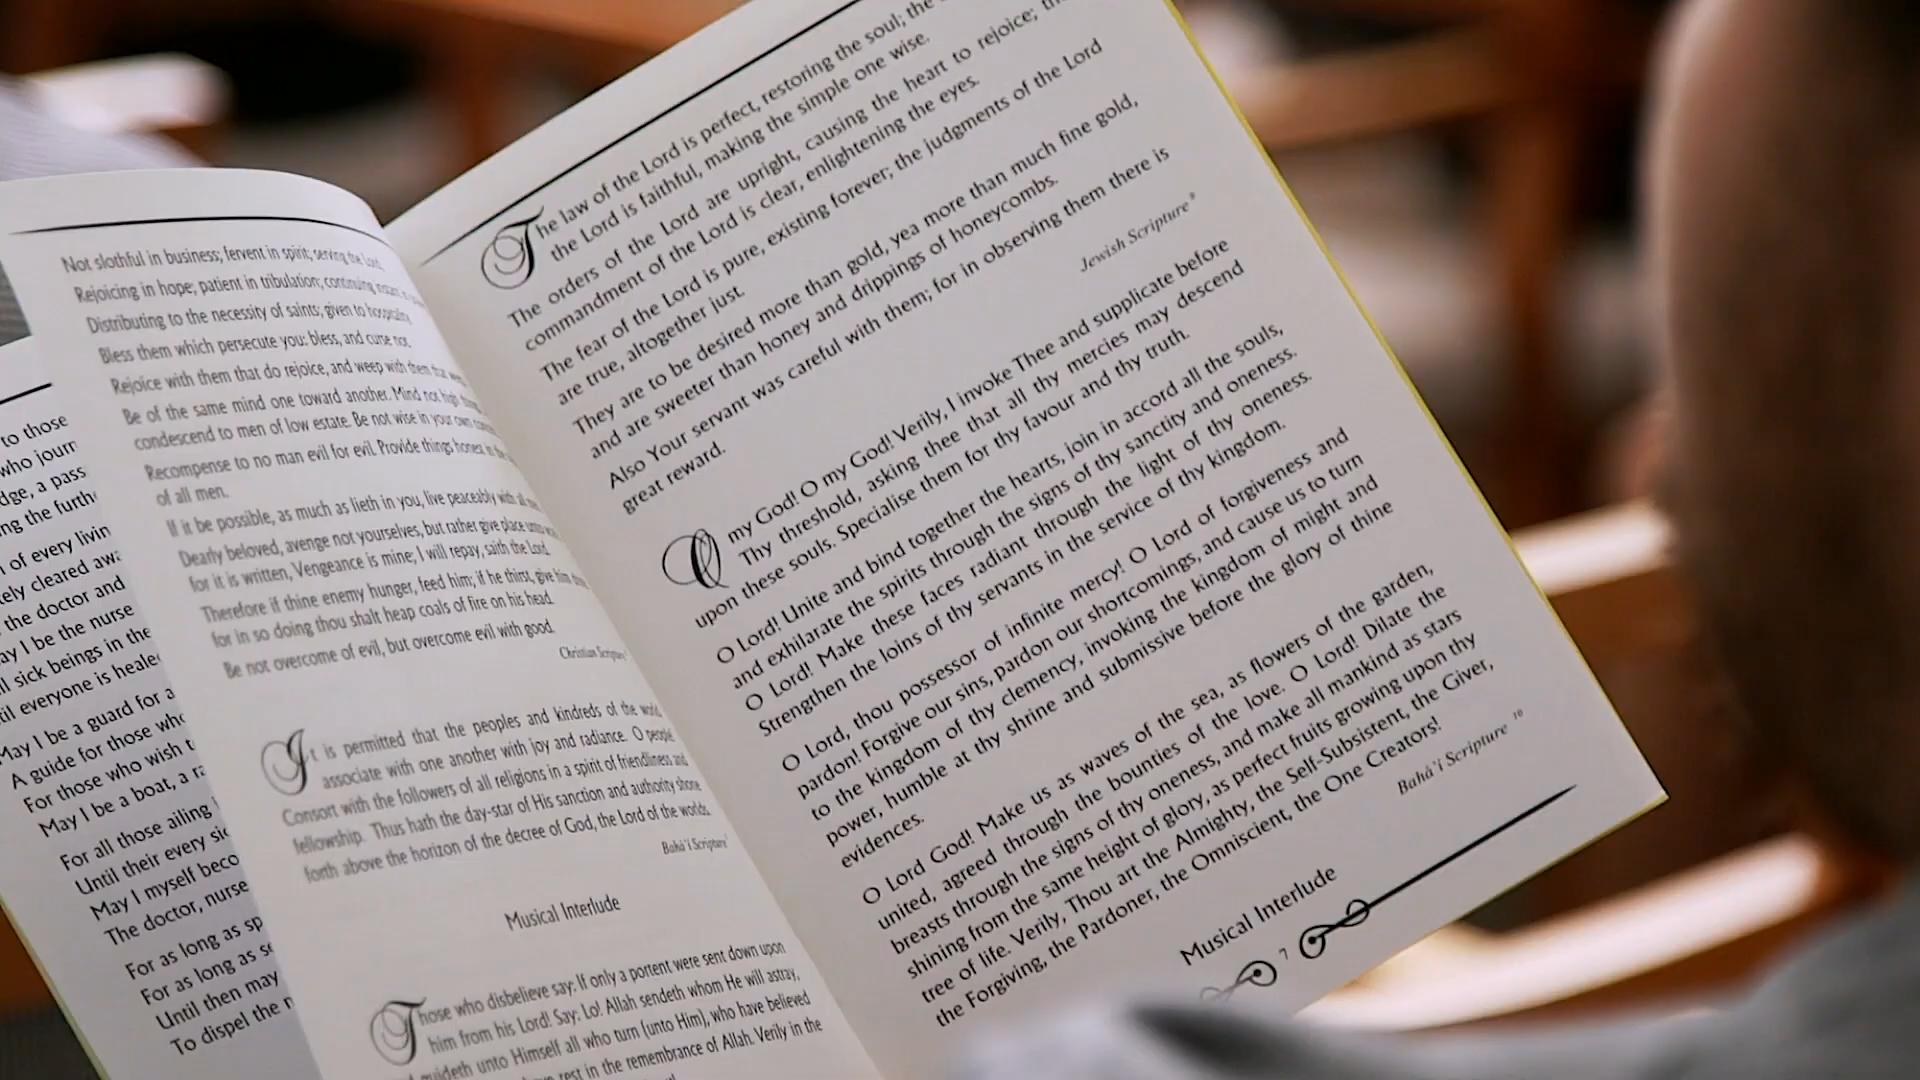 to those
who journ
dge, a pass
ng the furth
n of every livin
tely cleared awa
the doctor and
ay I be the nurse
ll sick beings in the
til everyone is healed
May I be a guard for a
A guide for those who
For those who wish t
May I be a boat, a ra
For all those ailing
Until their every sic
May I myself beco
The doctor, nurse
For as long as sp
For as long as se
Until then may
To dispel the m
Not slothful in business; fervent in spirit; serving the Lord;
Rejoicing in hope; patient in tribulation; continuing instant
Distributing to the necessity of saints; given to hospitality.
Bless them which persecute you: bless, and curse not.
Rejoice with them that do rejoice, and weep with them that weep.
Be of the same mind one toward another. Mind not high things
condescend to men of low estate. Be not wise in your own
Recompense to no man evil for evil. Provide things honest in the
of all men.
If it be possible, as much as lieth in you, live peaceably with all
Dearly beloved, avenge not yourselves, but rather give place unto
for it is written, Vengeance is mine; I will repay, saith the Lord.
Therefore if thine enemy hunger, feed him; if he thirst, give him
for in so doing thou shalt heap coals of fire on his head.
Be not overcome of evil, but overcome evil with good.
Christian Scripture
It is permitted that the peoples and kindreds of the world
associate with one another with joy and radiance. O people!
Consort with the followers of all religions in a spirit of friendliness and
fellowship. Thus hath the day-star of His sanction and authority shone
forth above the horizon of the decree of God, the Lord of the worlds.
Bahá'í Scripture
Musical Interlude
Those who disbelieve say: If only a portent were sent down upon
him from his Lord! Say: Lo! Allah sendeth whom He will astray,
guideth unto Himself all who turn (unto Him), who have believed
rest in the remembrance of Allah. Verily in the
The law of the Lord is perfect, restoring the soul; the
the Lord is faithful, making the simple one wise.
The orders of the Lord are upright, causing the heart to rejoice; the
commandment of the Lord is clear, enlightening the eyes.
The fear of the Lord is pure, existing forever; the judgments of the Lord
are true, altogether just.
They are to be desired more than gold, yea more than much fine gold,
and are sweeter than honey and drippings of honeycombs.
Also Your servant was careful with them; for in observing them there is
great reward.
Jewish Scripture 9
O my God! O my God! Verily, I invoke Thee and supplicate before
Thy threshold, asking thee that all thy mercies may descend
upon these souls. Specialise them for thy favour and thy truth.
O Lord! Unite and bind together the hearts, join in accord all the souls,
and exhilarate the spirits through the signs of thy sanctity and oneness.
O Lord! Make these faces radiant through the light of thy oneness.
Strengthen the loins of thy servants in the service of thy kingdom.
O Lord, thou possessor of infinite mercy! O Lord of forgiveness and
pardon! Forgive our sins, pardon our shortcomings, and cause us to turn
to the kingdom of thy clemency, invoking the kingdom of might and
power, humble at thy shrine and submissive before the glory of thine
evidences.
O Lord God! Make us as waves of the sea, as flowers of the garden,
united, agreed through the bounties of the love. O Lord! Dilate the
breasts through the signs of thy oneness, and make all mankind as stars
shining from the same height of glory, as perfect fruits growing upon thy
tree of life. Verily, Thou art the Almighty, the Self-Subsistent, the Giver,
the Forgiving, the Pardoner, the Omniscient, the One Creators!
Bahá'í Scripture 10
Musical Interlude
7